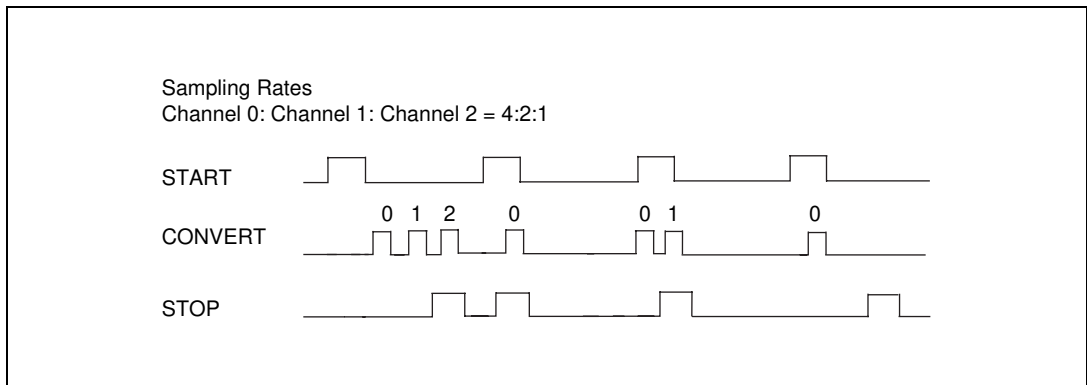 Sampling Rates
Channel 0: Channel 1: Channel 2 = 4:2:1
START
0 1 2 0 0 1 0
CONVERT
STOP